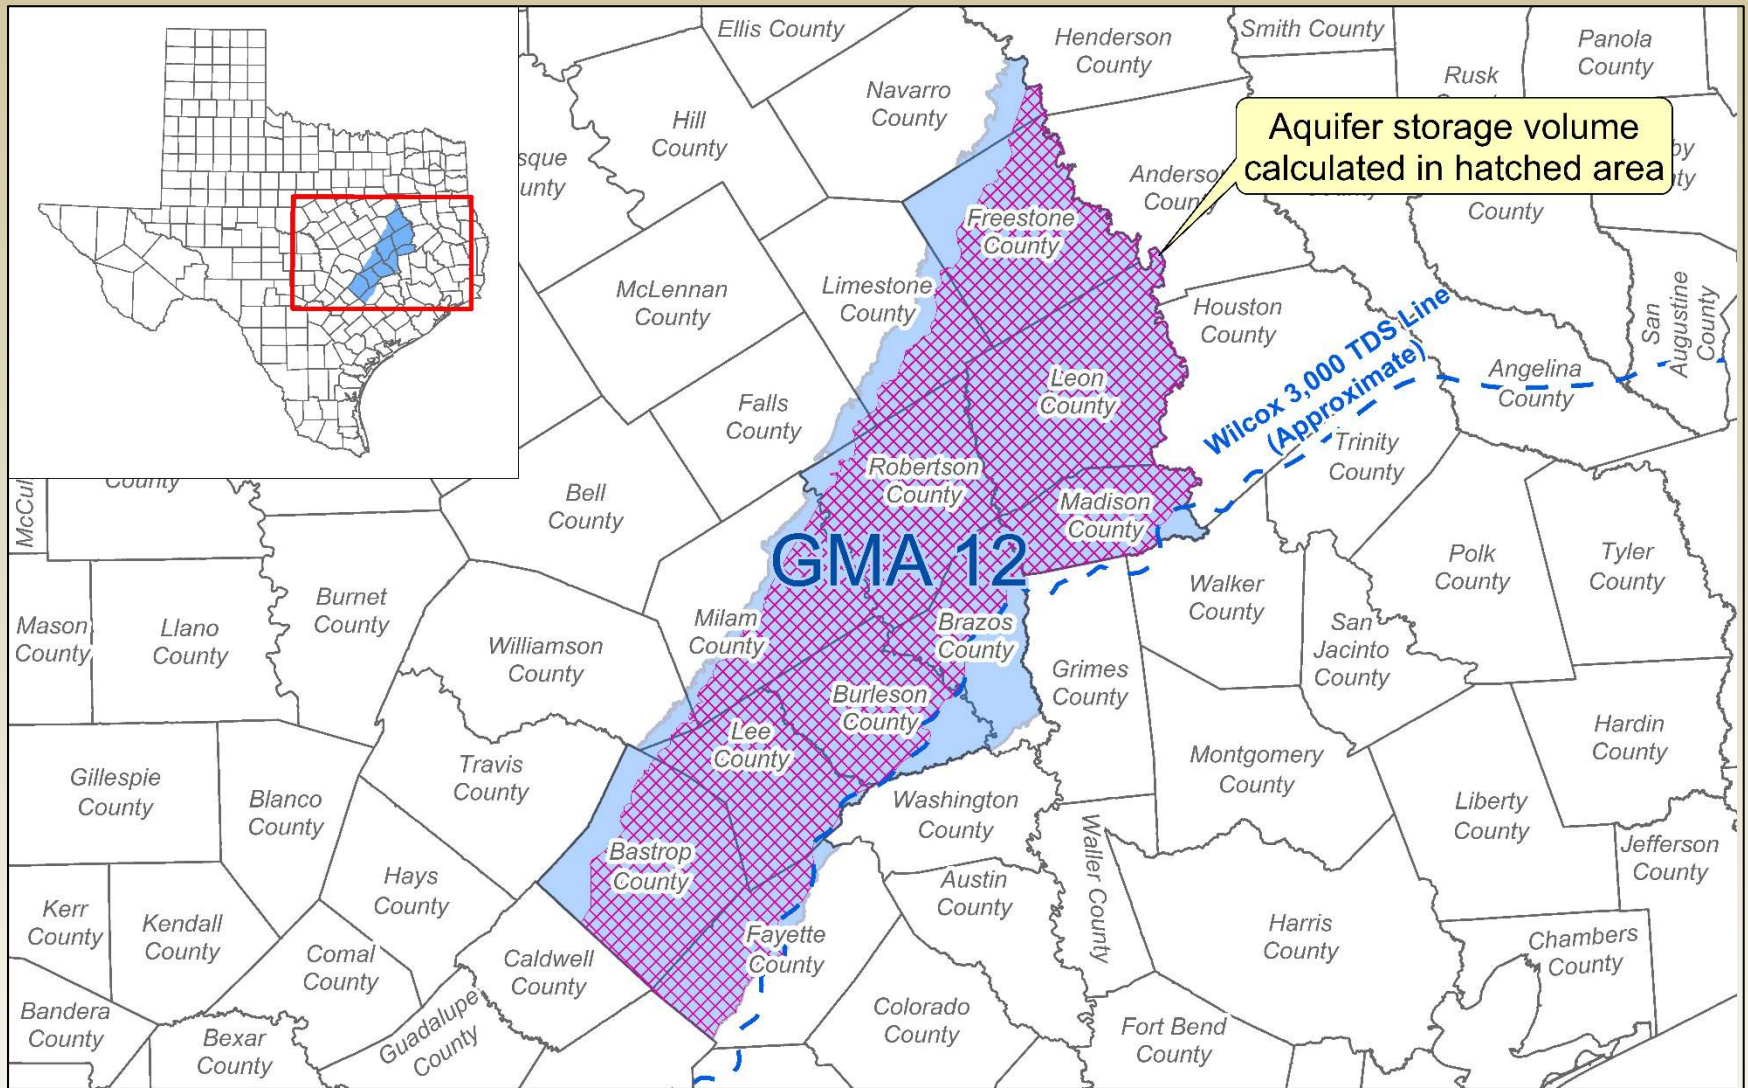 Ellis County
Henderson
County
Smith County
Panola
County
Rusk
Navarro
County
Hill
County
Aquifer storage volume
calculated in hatched area
Freestone
County
County
McLennan
County
Limestone
County
Houston
County
San
Augustine
County
Wilcox 3,000 TDS Line
(Approximate)
Leon
County
Angelina
County
Falls
County
Trinity
County
Robertson
County
Bell
County
Madison
County
GMA 12
Polk
County
Tyler
County
Burnet
County
Walker
County
Mason
County
Llano
County
Williamson
County
Milam
County
Brazos
County
San
Jacinto
County
Grimes
County
Burleson
County
Lee
County
Hardin
County
Gillespie
County
Travis
County
Montgomery
County
Blanco
County
Washington
County
Liberty
County
Waller County
Bastrop
County
Jefferson
County
Hays
County
Austin
County
Kerr
County
Kendall
County
Harris
County
Comal
County
Caldwell
County
Fayette
County
Chambers
County
Bandera
County
Bexar
County
Guadalupe
County
Colorado
County
Fort Bend
County